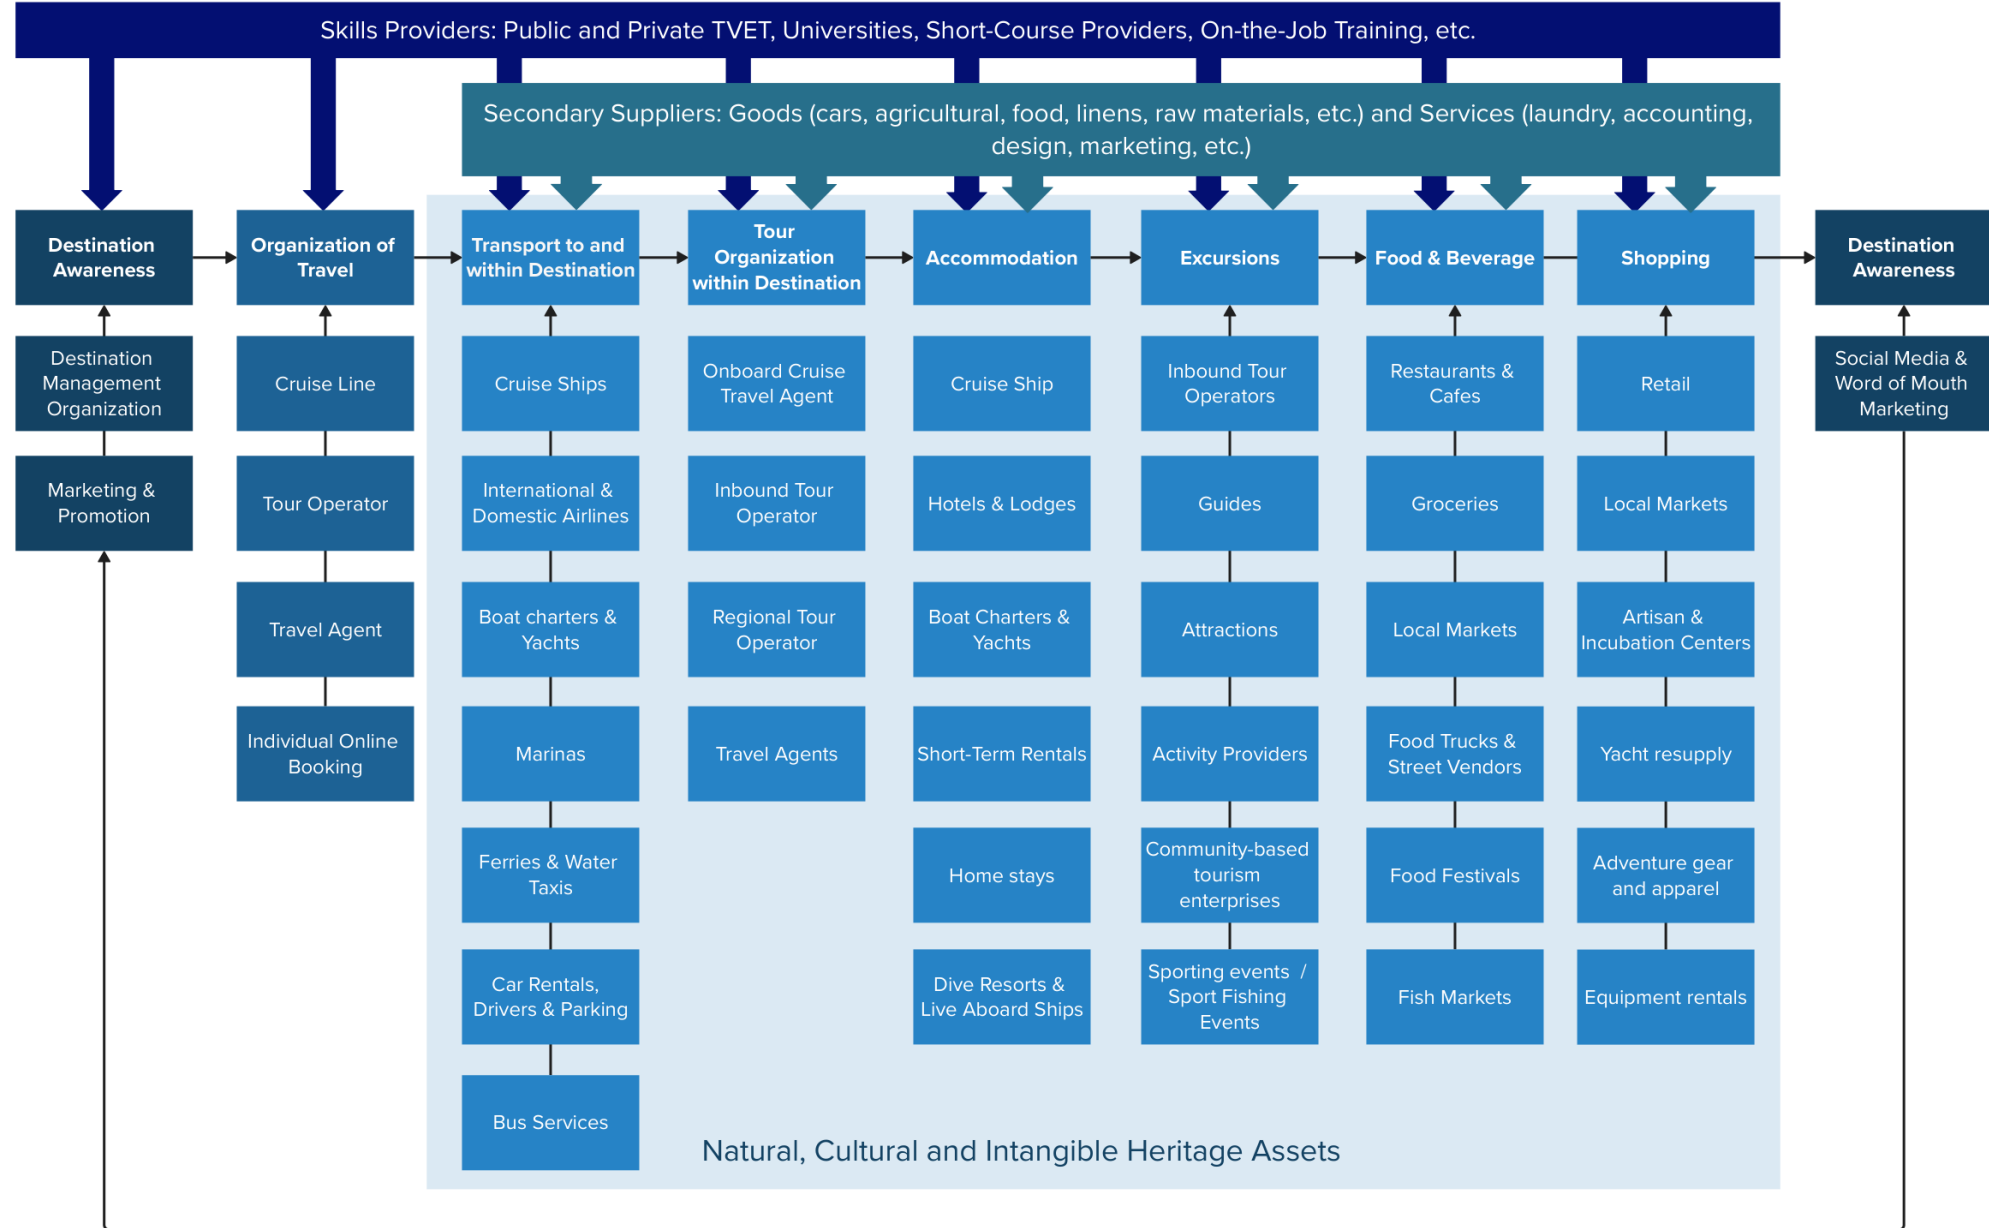 Skills Providers: Public and Private TVET, Universities, Short-Course Providers, On-the-Job Training, etc.
Secondary Suppliers: Goods (cars, agricultural, food, linens, raw materials, etc.) and Services (laundry, accounting,
design, marketing, etc.)
Destination
Awareness
Destination
Management
Organization
Marketing &
Promotion
Organization of
Travel
Cruise Line
Tour Operator
Travel Agent
Individual Online
Booking
Transport to and
within Destination
Cruise Ships
International &
Domestic Airlines
Boat charters &
Yachts
Marinas
Ferries & Water
Taxis
Car Rentals,
Drivers & Parking
Bus Services
Tour
Organization
within Destination
Onboard Cruise
Travel Agent
Inbound Tour
Operator
Regional Tour
Operator
Travel Agents
Accommodation
Cruise Ship
Hotels & Lodges
Boat Charters &
Yachts
Short-Term Rentals
Home stays
Dive Resorts &
Live Aboard Ships
Excursions
Inbound Tour
Operators
Guides
Attractions
Activity Providers
Community-based
tourism
enterprises
Sporting events /
Sport Fishing
Events
Food & Beverage
Restaurants &
Cafes
Groceries
Local Markets
Food Trucks &
Street Vendors
Food Festivals
Fish Markets
Shopping
Retail
Local Markets
Artisan &
Incubation Centers
Yacht resupply
Adventure gear
and apparel
Equipment rentals
Destination
Awareness
Social Media &
Word of Mouth
Marketing
Natural, Cultural and Intangible Heritage Assets